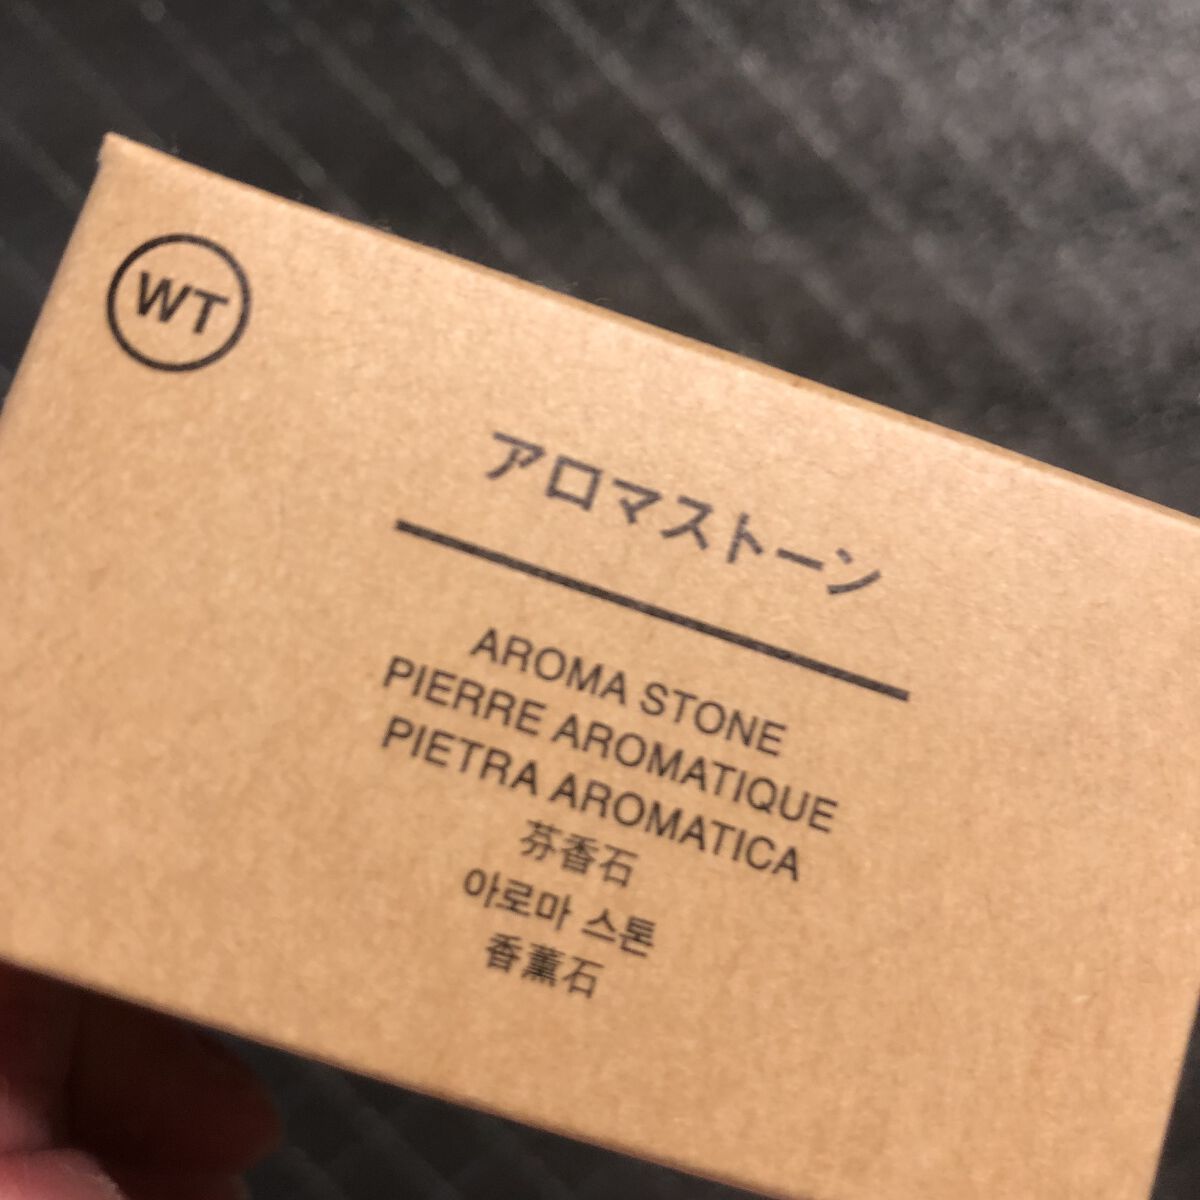 WT
アロマストーン
AROMA STONE
PIERRE AROMATIQUE
PIETRA AROMATICA
芬香石
아로마 스톤
香薰石